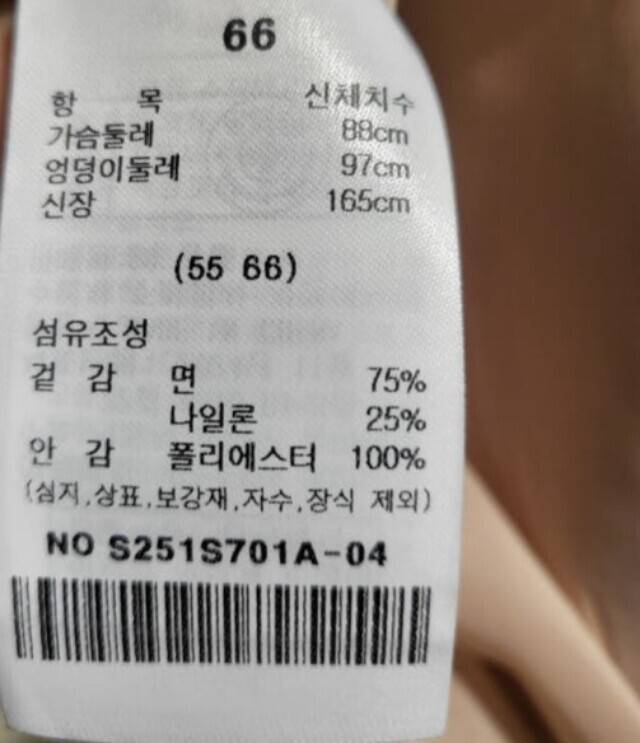 66
항 목 신체치수
가슴둘레 88cm
엉덩이둘레 97cm
신장 165cm
(55 66)
섬유조성
겉 감 면 75%
나일론 25%
안 감 폴리에스터 100%
(심지,상표,보강재,자수,장식 제외)
NO S251S701A-04